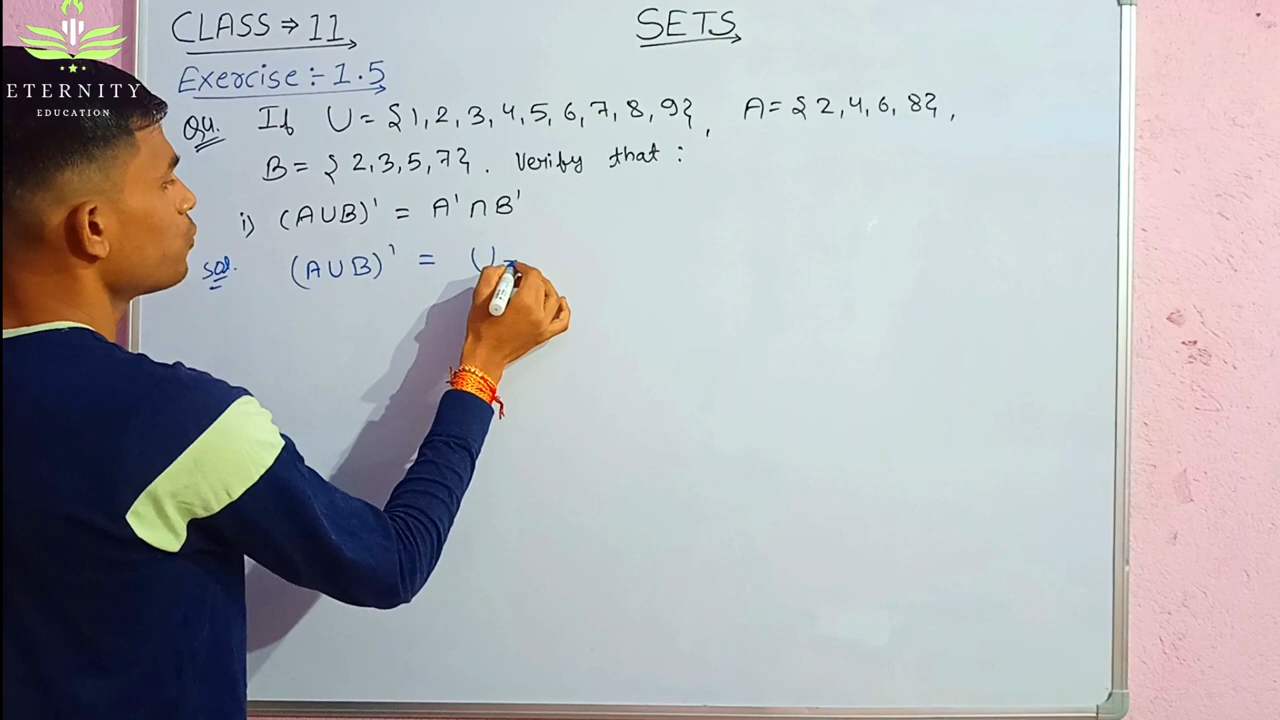 ETERNITY
EDUCATION
CLASS ⇒ 11
SETS
Exercise ÷ 1.5
Qu. If U = {1, 2, 3, 4, 5, 6, 7, 8, 9}, A = {2, 4, 6, 8},
B = {2, 3, 5, 7}. Verify that :
i) (A∪B)' = A' ∩ B'
Sol. (A∪B)' = U -